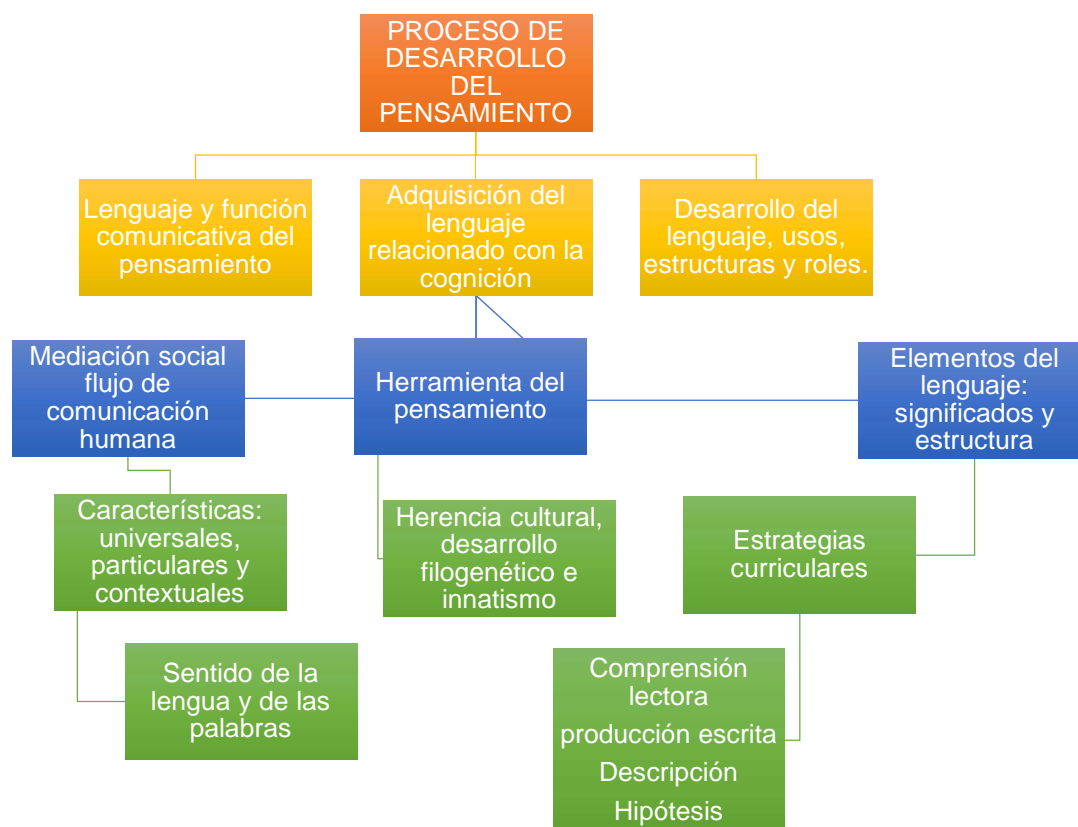 PROCESO DE
DESARROLLO
DEL
PENSAMIENTO
Lenguaje y función
comunicativa del
pensamiento
Adquisición del
lenguaje
relacionado con la
cognición
Desarrollo del
lenguaje, usos,
estructuras y roles.
Mediación social
flujo de
comunicación
humana
Herramienta del
pensamiento
Elementos del
lenguaje:
significados y
estructura
Características:
universales,
particulares y
contextuales
Herencia cultural,
desarrollo
filogenético e
innatismo
Estrategias
curriculares
Sentido de la
lengua y de las
palabras
Comprensión
lectora
producción escrita
Descripción
Hipótesis